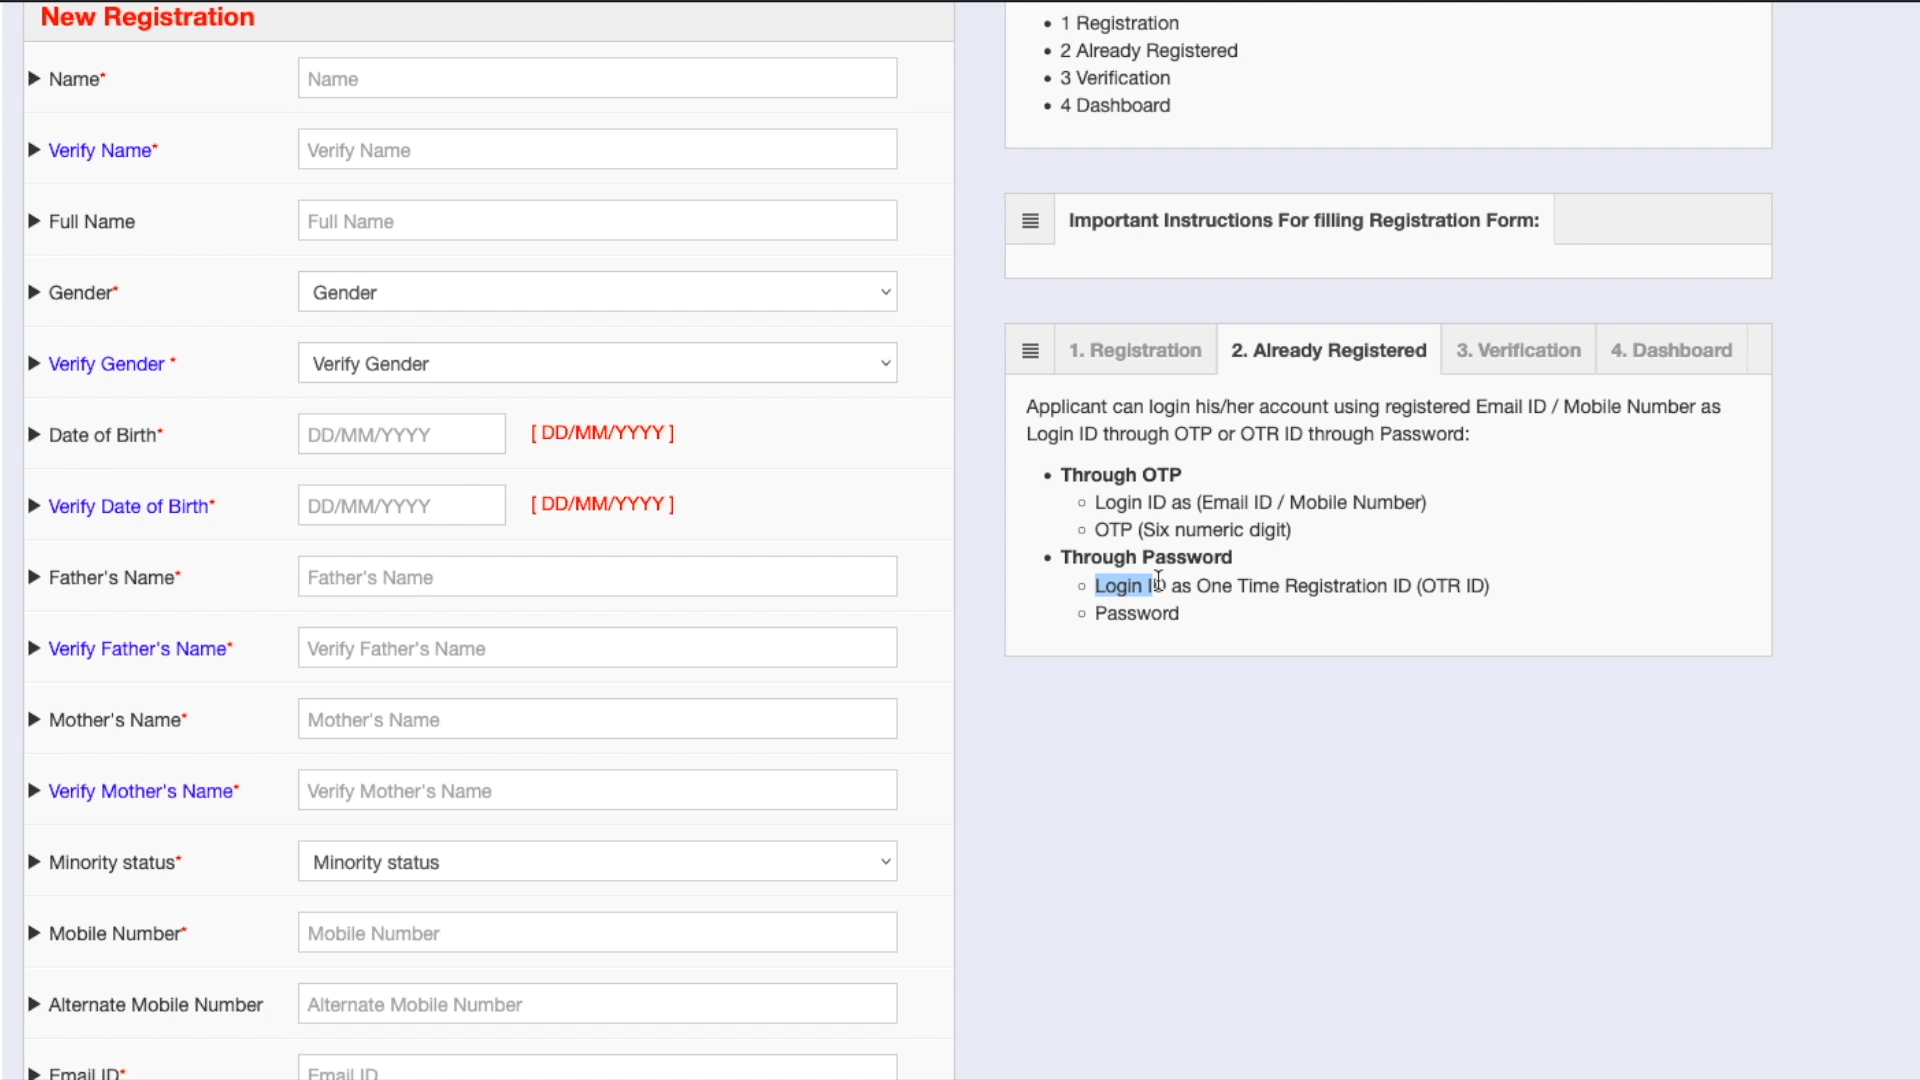 New Registration
Name*
Name
Verify Name*
Verify Name
Full Name
Full Name
Gender*
Gender
Verify Gender *
Verify Gender
Date of Birth*
DD/MM/YYYY
[ DD/MM/YYYY ]
Verify Date of Birth*
DD/MM/YYYY
[ DD/MM/YYYY ]
Father's Name*
Father's Name
Verify Father's Name*
Verify Father's Name
Mother's Name*
Mother's Name
Verify Mother's Name*
Verify Mother's Name
Minority status*
Minority status
Mobile Number*
Mobile Number
Alternate Mobile Number
Alternate Mobile Number
Email ID*
Email ID
1 Registration
2 Already Registered
3 Verification
4 Dashboard
Important Instructions For filling Registration Form:
1. Registration
2. Already Registered
3. Verification
4. Dashboard
Applicant can login his/her account using registered Email ID / Mobile Number as
Login ID through OTP or OTR ID through Password:
Through OTP
Login ID as (Email ID / Mobile Number)
OTP (Six numeric digit)
Through Password
Login ID as One Time Registration ID (OTR ID)
Password